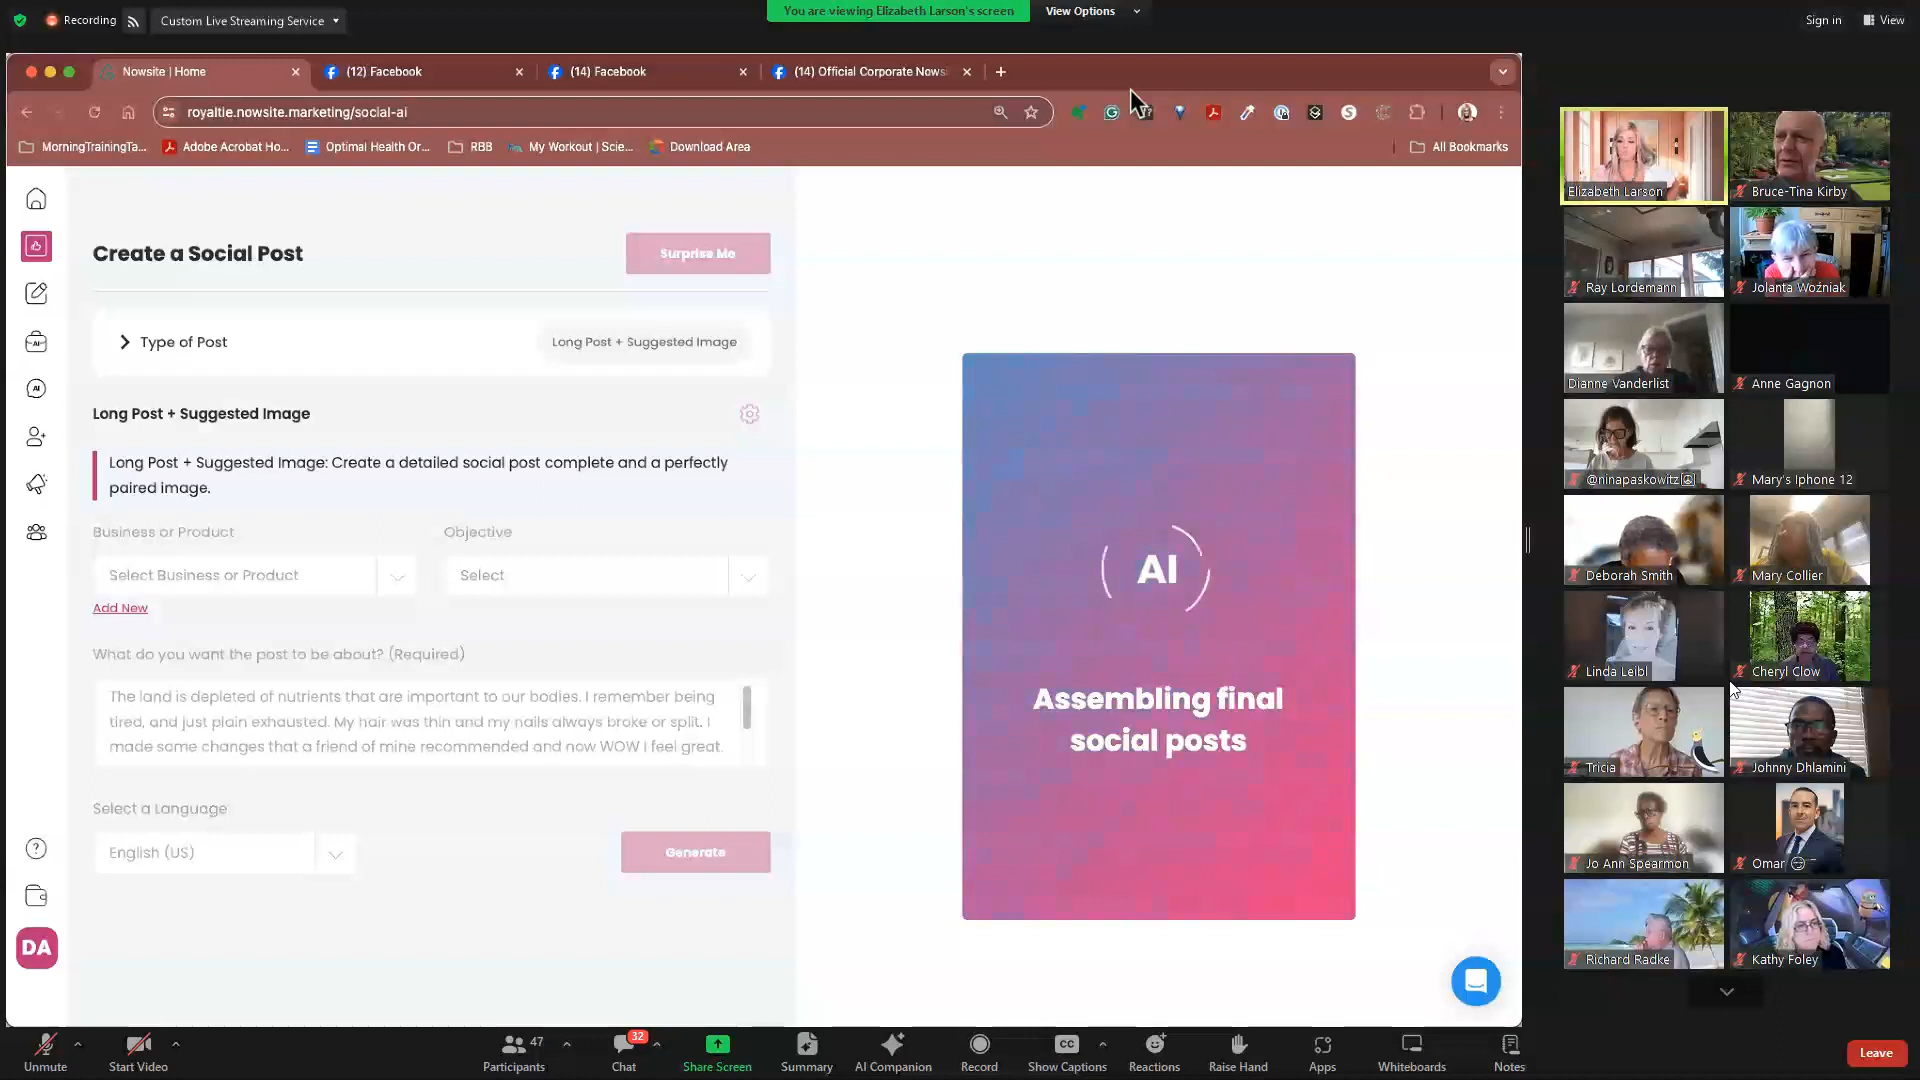 Recording
Custom Live Streaming Service
You are viewing Elizabeth Larson's screen
View Options
Sign in
View
Nowsite | Home
(12) Facebook
(14) Facebook
(14) Official Corporate Nowsi
royaltie.nowsite.marketing/social-ai
MorningTrainingTa...
Adobe Acrobat Ho...
Optimal Health Or...
RBB
My Workout | Scie...
Download Area
All Bookmarks
Create a Social Post
Surprise Me
Type of Post
Long Post + Suggested Image
Long Post + Suggested Image
Long Post + Suggested Image: Create a detailed social post complete and a perfectly
paired image.
Business or Product
Objective
Select Business or Product
Select
Add New
What do you want the post to be about? (Required)
The land is depleted of nutrients that are important to our bodies. I remember being
tired, and just plain exhausted. My hair was thin and my nails always broke or split. I
made some changes that a friend of mine recommended and now WOW I feel great.
Select a Language
English (US)
Generate
DA
AI
Assembling final
social posts
Elizabeth Larson
Bruce-Tina Kirby
Ray Lordemann
Jolanta Woźniak
Dianne Vanderlist
Anne Gagnon
@ninapaskowitz
Mary's Iphone 12
Deborah Smith
Mary Collier
Linda Leibl
Cheryl Clow
Tricia
Johnny Dhlamini
Jo Ann Spearmon
Omar
Richard Radke
Kathy Foley
Unmute
Start Video
Participants
47
Chat
32
Share Screen
Summary
AI Companion
Record
CC
Show Captions
Reactions
Raise Hand
Apps
Whiteboards
Notes
Leave